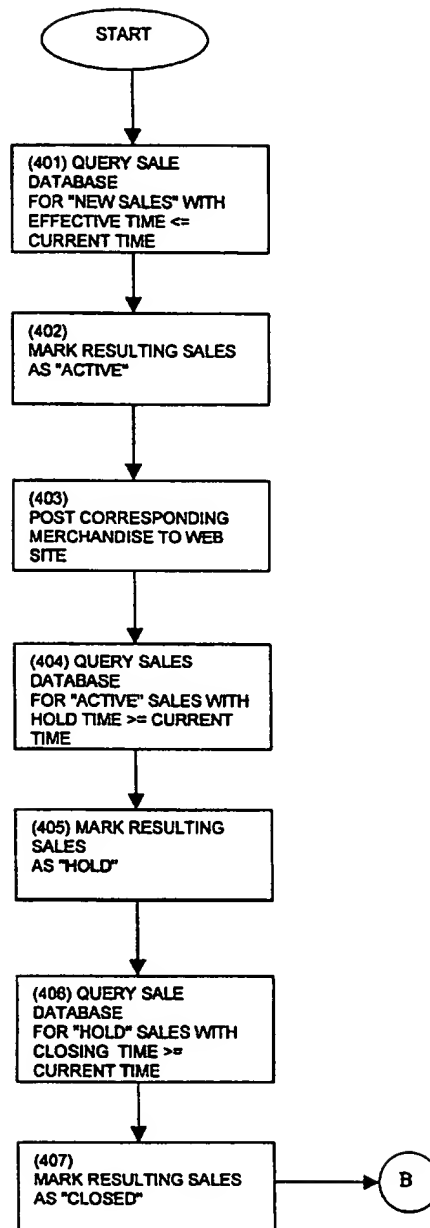 START
(401) QUERY SALE
DATABASE
FOR "NEW SALES" WITH
EFFECTIVE TIME <=
CURRENT TIME
(402)
MARK RESULTING SALES
AS "ACTIVE"
(403)
POST CORRESPONDING
MERCHANDISE TO WEB
SITE
(404) QUERY SALES
DATABASE
FOR "ACTIVE" SALES WITH
HOLD TIME >= CURRENT
TIME
(405) MARK RESULTING
SALES
AS "HOLD"
(406) QUERY SALE
DATABASE
FOR "HOLD" SALES WITH
CLOSING TIME >=
CURRENT TIME
(407)
MARK RESULTING SALES
AS "CLOSED"
B